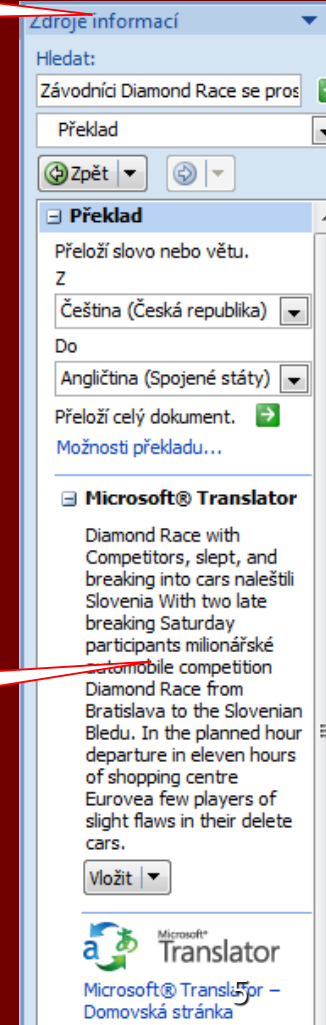 Zdroje informací
Hledat:
Závodníci Diamond Race se pros
Překlad
Zpět
Překlad
Přeloží slovo nebo větu.
Z
Čeština (Česká republika)
Do
Angličtina (Spojené státy)
Přeloží celý dokument.
Možnosti překladu...
Microsoft® Translator
Diamond Race with
Competitors, slept, and
breaking into cars naleštili
Slovenia With two late
breaking Saturday
participants milionářské
automobile competition
Diamond Race from
Bratislava to the Slovenian
Bledu. In the planned hour
departure in eleven hours
of shopping centre
Eurovea few players of
slight flaws in their delete
cars.
Vložit
Microsoft®
Translator
Microsoft® Translator –
5
Domovská stránka